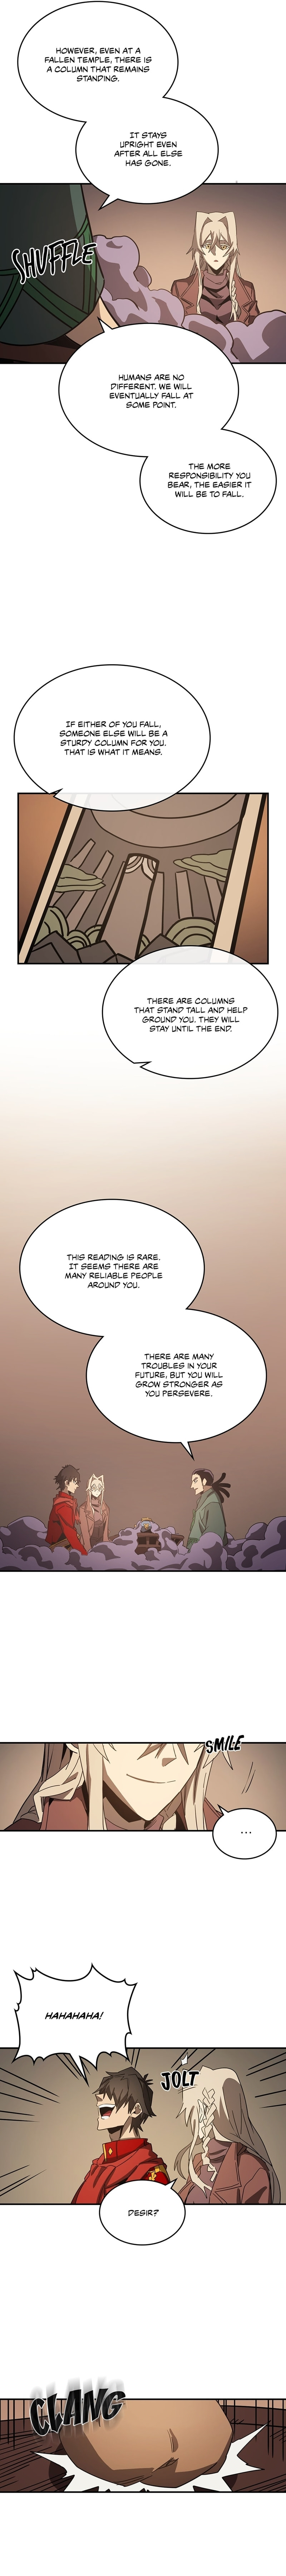 HOWEVER, EVEN AT A
FALLEN TEMPLE, THERE IS
A COLUMN THAT REMAINS
STANDING.
IT STAYS
UPRIGHT EVEN
AFTER ALL ELSE
HAS GONE.
SHUFFLE
HUMANS ARE NO
DIFFERENT. WE WILL
EVENTUALLY FALL AT
SOME POINT.
THE MORE
RESPONSIBILITY YOU
BEAR, THE EASIER IT
WILL BE TO FALL.
IF EITHER OF YOU FALL,
SOMEONE ELSE WILL BE A
STURDY COLUMN FOR YOU.
THAT IS WHAT IT MEANS.
THERE ARE COLUMNS
THAT STAND TALL AND HELP
GROUND YOU. THEY WILL
STAY UNTIL THE END.
THIS READING IS RARE.
IT SEEMS THERE ARE
MANY RELIABLE PEOPLE
AROUND YOU.
THERE ARE MANY
TROUBLES IN YOUR
FUTURE, BUT YOU WILL
GROW STRONGER AS
YOU PERSEVERE.
SMILE
...
HAHAHAHA!
JOLT
DESIR?
CLANG